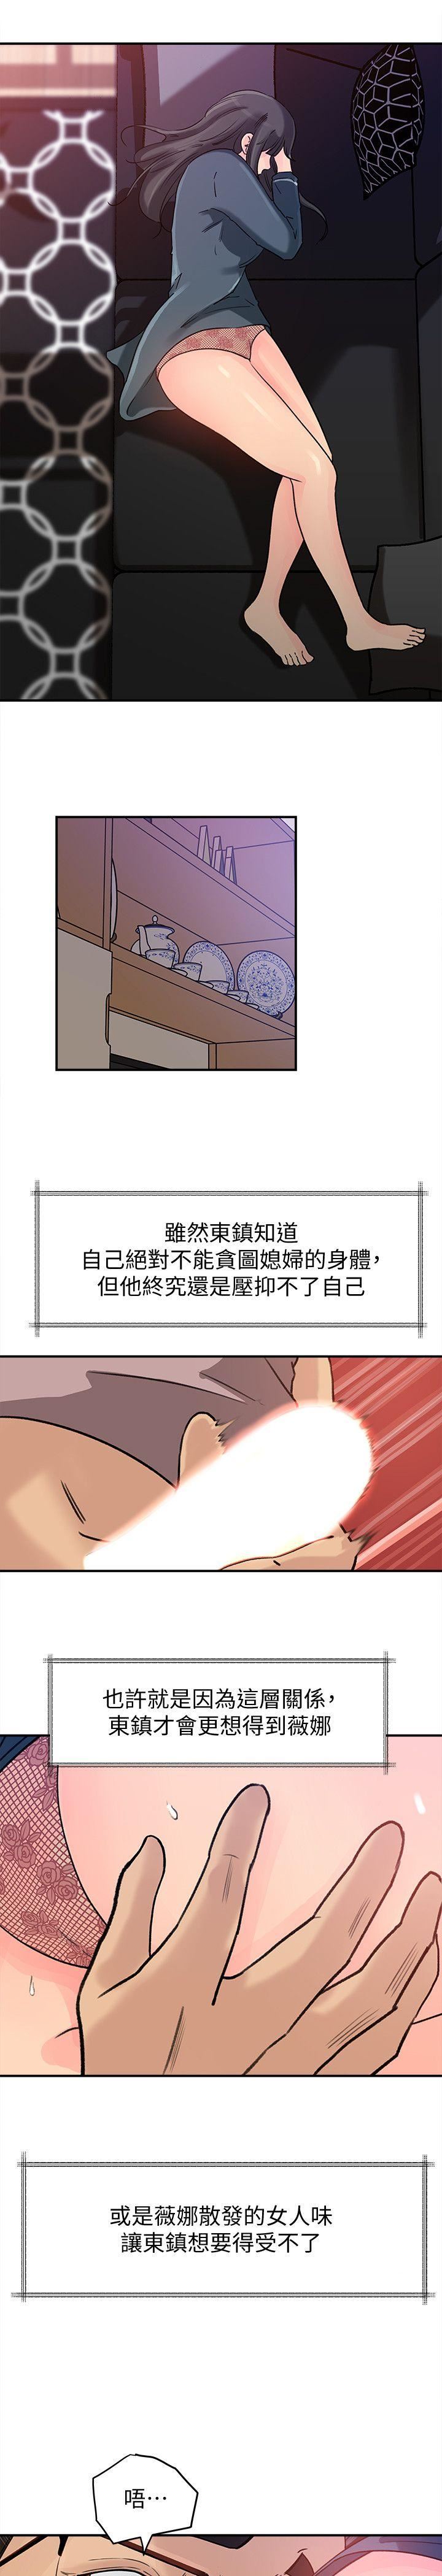 雖然東鎮知道
自己絕對不能貪圖媳婦的身體，
但他終究還是壓抑不了自己
也許就是因為這層關係，
東鎮才會更想得到薇娜
或是薇娜散發的女人味
讓東鎮想要得受不了
唔⋯